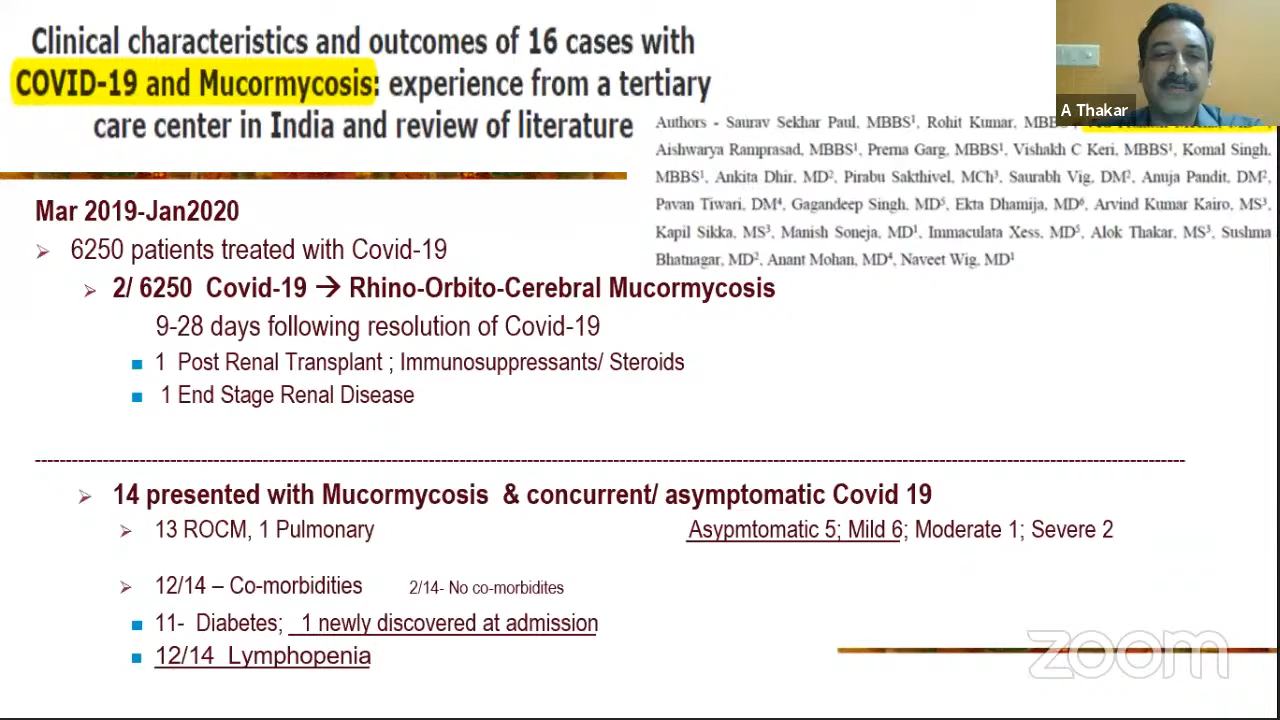 Clinical characteristics and outcomes of 16 cases with
COVID-19 and Mucormycosis: experience from a tertiary
care center in India and review of literature
A Thakar
Authors - Saurav Sekhar Paul, MBBS¹, Rohit Kumar, MBBS
Aishwarya Ramprasad, MBBS¹, Prerna Garg, MBBS¹, Vishakh C Keri, MBBS¹, Komal Singh,
MBBS¹, Ankita Dhir, MD², Pirabu Sakthivel, MCh³, Saurabh Vig, DM², Anuja Pandit, DM²,
Pavan Tiwari, DM⁴, Gagandeep Singh, MD⁵, Ekta Dhamija, MD⁶, Arvind Kumar Kairo, MS³,
Kapil Sikka, MS³, Manish Soneja, MD¹, Immaculata Xess, MD⁵, Alok Thakar, MS³, Sushma
Bhatnagar, MD², Anant Mohan, MD⁴, Naveet Wig, MD¹
Mar 2019-Jan2020
➢ 6250 patients treated with Covid-19
➢ 2/ 6250 Covid-19 → Rhino-Orbito-Cerebral Mucormycosis
9-28 days following resolution of Covid-19
▪ 1 Post Renal Transplant ; Immunosuppressants/ Steroids
▪ 1 End Stage Renal Disease
➢ 14 presented with Mucormycosis & concurrent/ asymptomatic Covid 19
➢ 13 ROCM, 1 Pulmonary Asypmtomatic 5; Mild 6; Moderate 1; Severe 2
➢ 12/14 – Co-morbidities 2/14- No co-morbidites
▪ 11- Diabetes; 1 newly discovered at admission
▪ 12/14 Lymphopenia
zoom